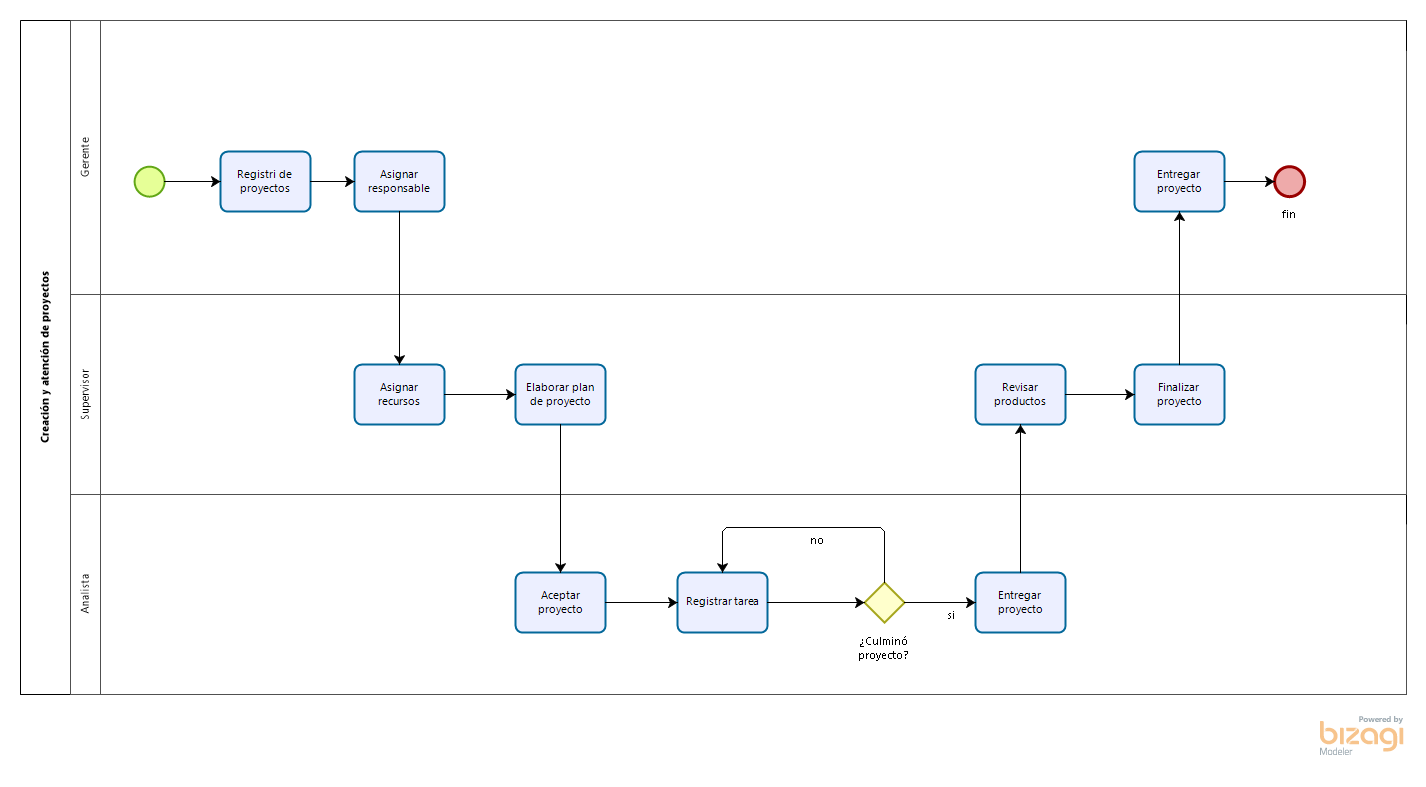 Creación y atención de proyectos
Gerente
Registri de
proyectos
Asignar
responsable
Entregar
proyecto
fin
Supervisor
Asignar
recursos
Elaborar plan
de proyecto
Revisar
productos
Finalizar
proyecto
Analista
Aceptar
proyecto
Registrar tarea
no
¿Culminó
proyecto?
si
Entregar
proyecto
Powered by
bizagi
Modeler